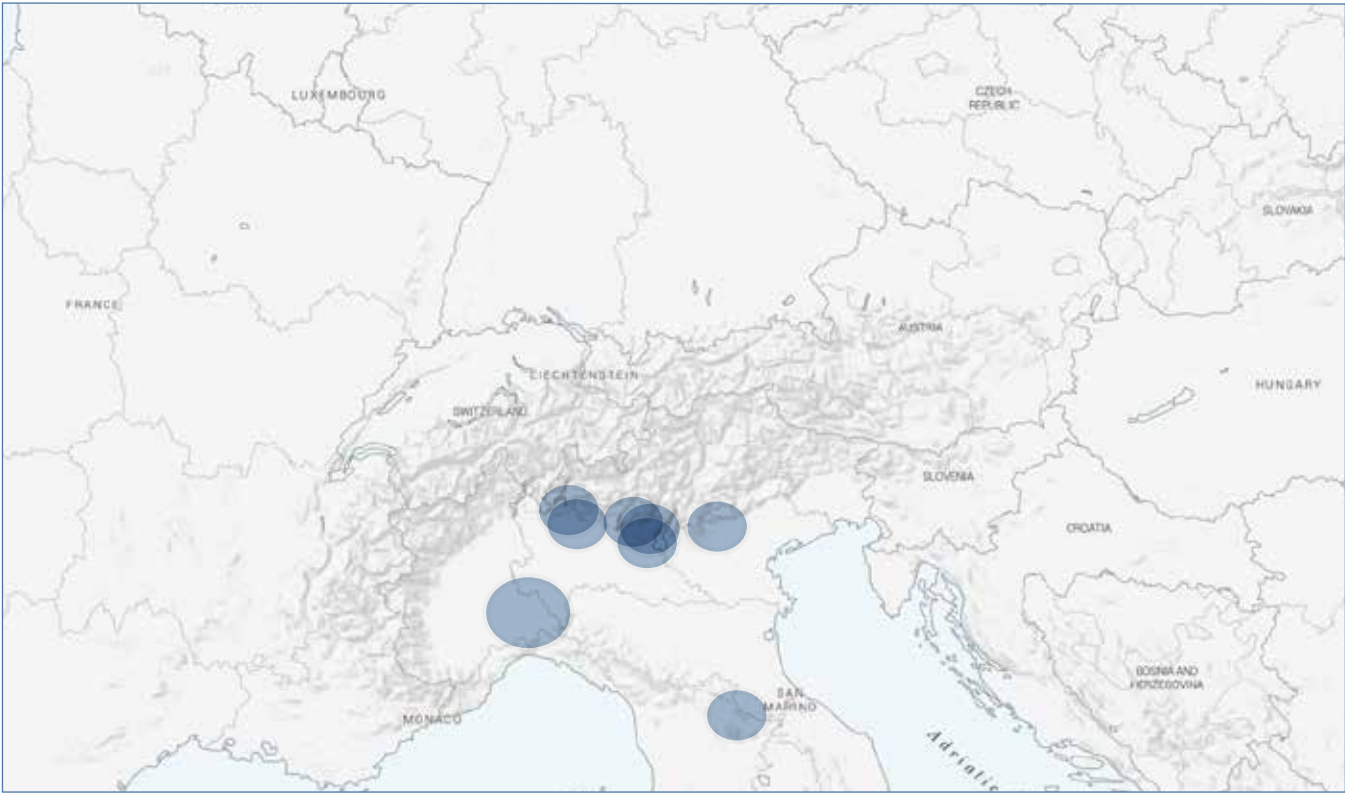 LUXEMBOURG
CZECH
REPUBLIC
SLOVAKIA
FRANCE
AUSTRIA
LIECHTENSTEIN
HUNGARY
SWITZERLAND
SLOVENIA
CROATIA
BOSNIA AND
HERZEGOVINA
SAN
MARINO
MONACO
Adriatic